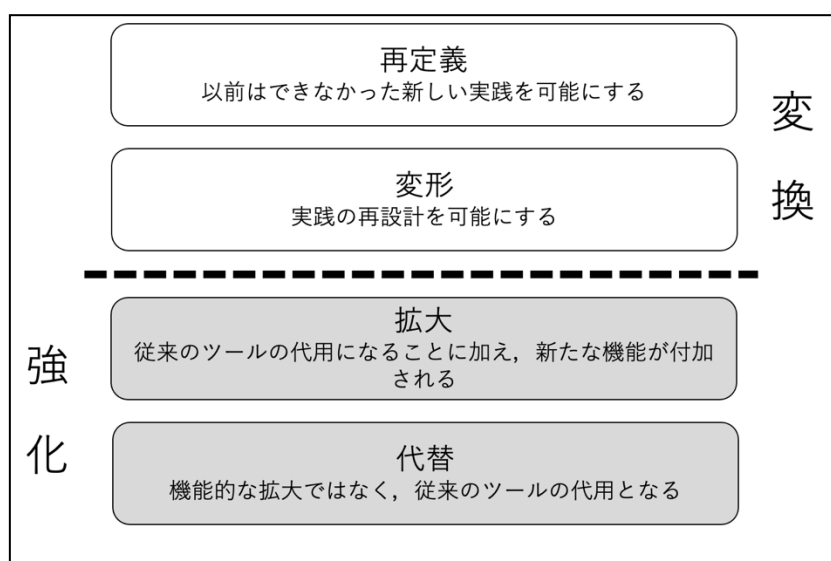 再定義
以前はできなかった新しい実践を可能にする
変形
実践の再設計を可能にする
変換
拡大
従来のツールの代用になることに加え，新たな機能が付加
される
代替
機能的な拡大ではなく，従来のツールの代用となる
強化